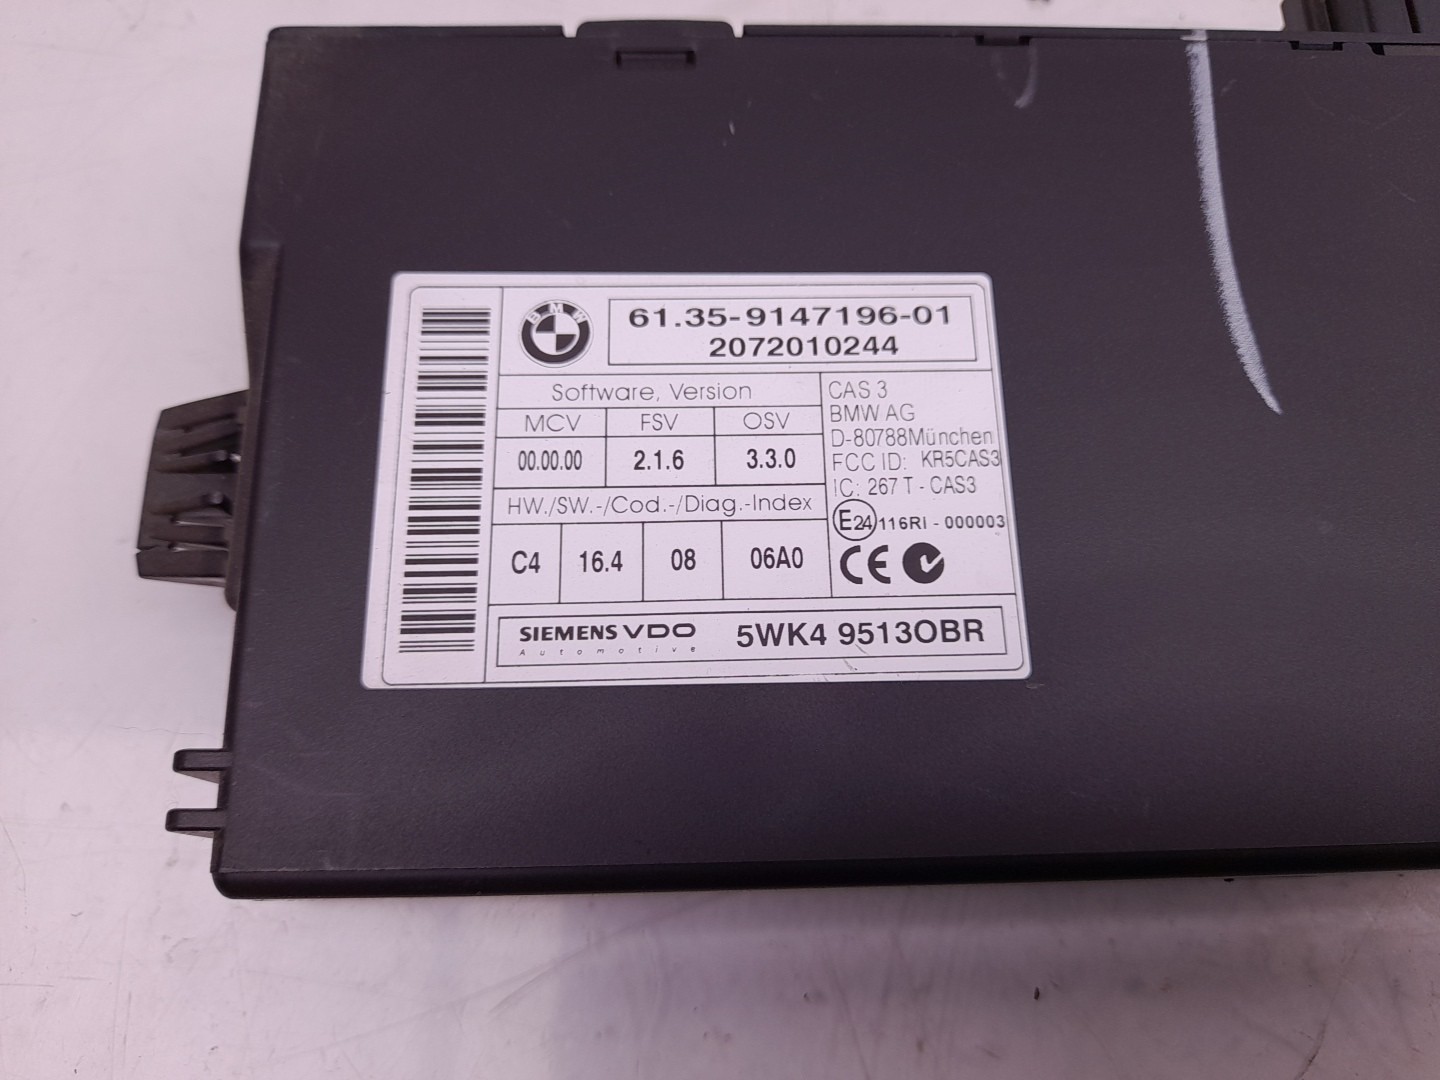 BMW
61.35-9147196-01
2072010244
Software, Version
MCV FSV OSV
00.00.00 2.1.6 3.3.0
HW./SW.-/Cod.-/Diag.-Index
C4 16.4 08 06A0
CAS 3
BMW AG
D-80788München
FCC ID: KR5CAS3
IC: 267 T - CAS3
E24 116RI - 000003
CE
SIEMENS VDO
Automotive
5WK4 9513OBR